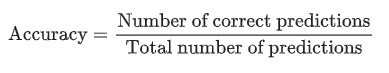 Accuracy = Number of correct predictions
Total number of predictions